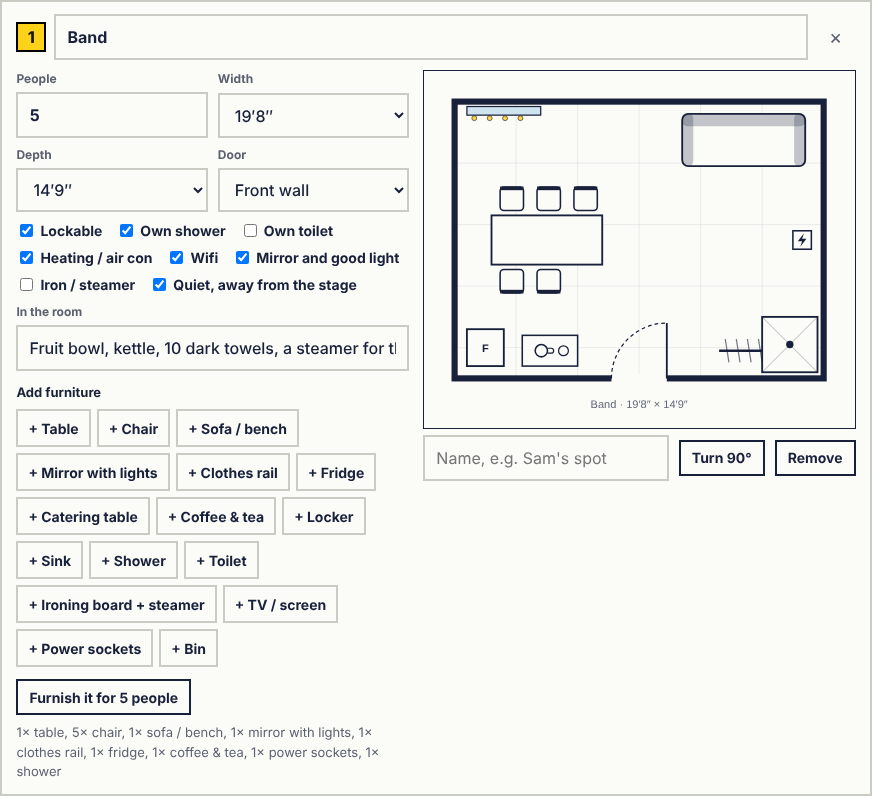 1 Band ×
People Width
5 19′8″
Depth Door
14′9″ Front wall
Lockable Own shower Own toilet
Heating / air con Wifi Mirror and good light
Iron / steamer Quiet, away from the stage
In the room
Fruit bowl, kettle, 10 dark towels, a steamer for
Add furniture
+ Table + Chair + Sofa / bench
+ Mirror with lights + Clothes rail + Fridge
+ Catering table + Coffee & tea + Locker
+ Sink + Shower + Toilet
+ Ironing board + steamer + TV / screen
+ Power sockets + Bin
Furnish it for 5 people
1× table, 5× chair, 1× sofa / bench, 1× mirror with lights, 1×
clothes rail, 1× fridge, 1× coffee & tea, 1× power sockets, 1×
shower
F
Band · 19′8″ × 14′9″
Name, e.g. Sam's spot Turn 90° Remove